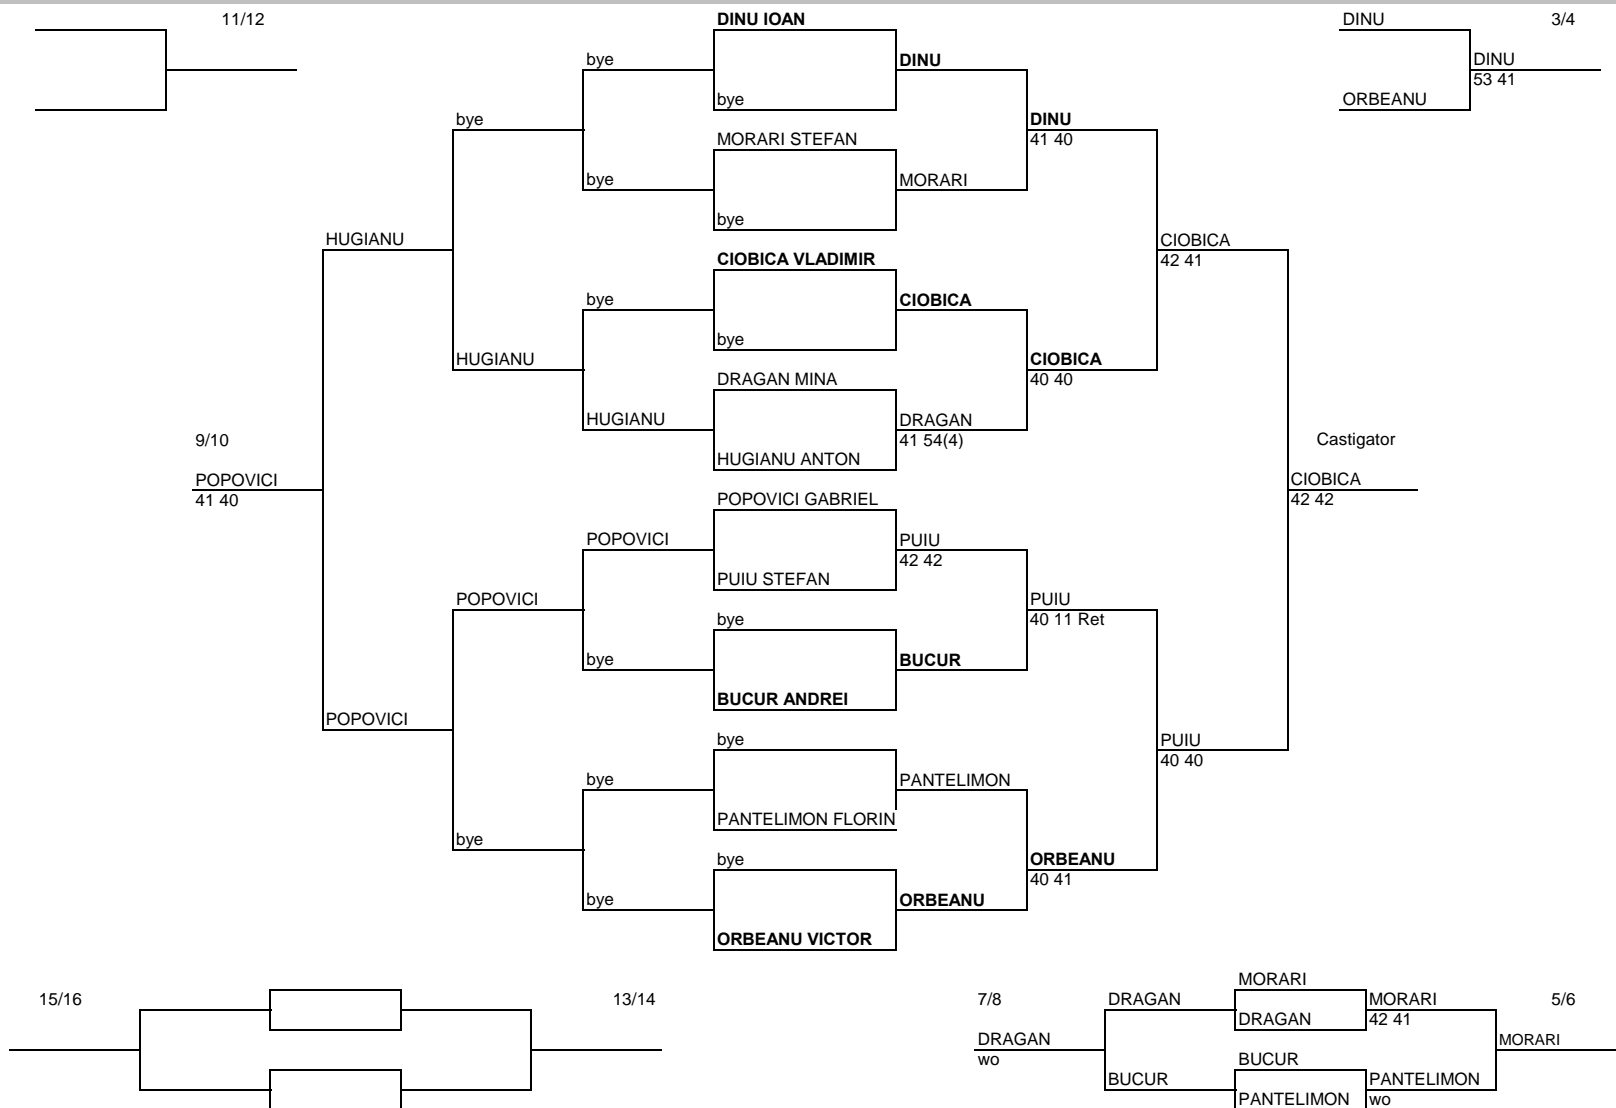 11/12
DINU IOAN
DINU
3/4
bye
DINU
DINU
53 41
bye
ORBEANU
bye
DINU
41 40
MORARI STEFAN
bye
MORARI
bye
HUGIANU
CIOBICA
42 41
CIOBICA VLADIMIR
bye
CIOBICA
bye
HUGIANU
CIOBICA
40 40
DRAGAN MINA
HUGIANU
DRAGAN
41 54(4)
9/10
Castigator
HUGIANU ANTON
POPOVICI
41 40
CIOBICA
42 42
POPOVICI GABRIEL
POPOVICI
PUIU
42 42
PUIU STEFAN
POPOVICI
PUIU
40 11 Ret
bye
bye
BUCUR
BUCUR ANDREI
POPOVICI
PUIU
40 40
bye
bye
PANTELIMON
PANTELIMON FLORIN
bye
ORBEANU
40 41
bye
bye
ORBEANU
ORBEANU VICTOR
15/16
13/14
7/8
MORARI
DRAGAN
MORARI
42 41
5/6
DRAGAN
DRAGAN
wo
MORARI
BUCUR
BUCUR
PANTELIMON
wo
PANTELIMON